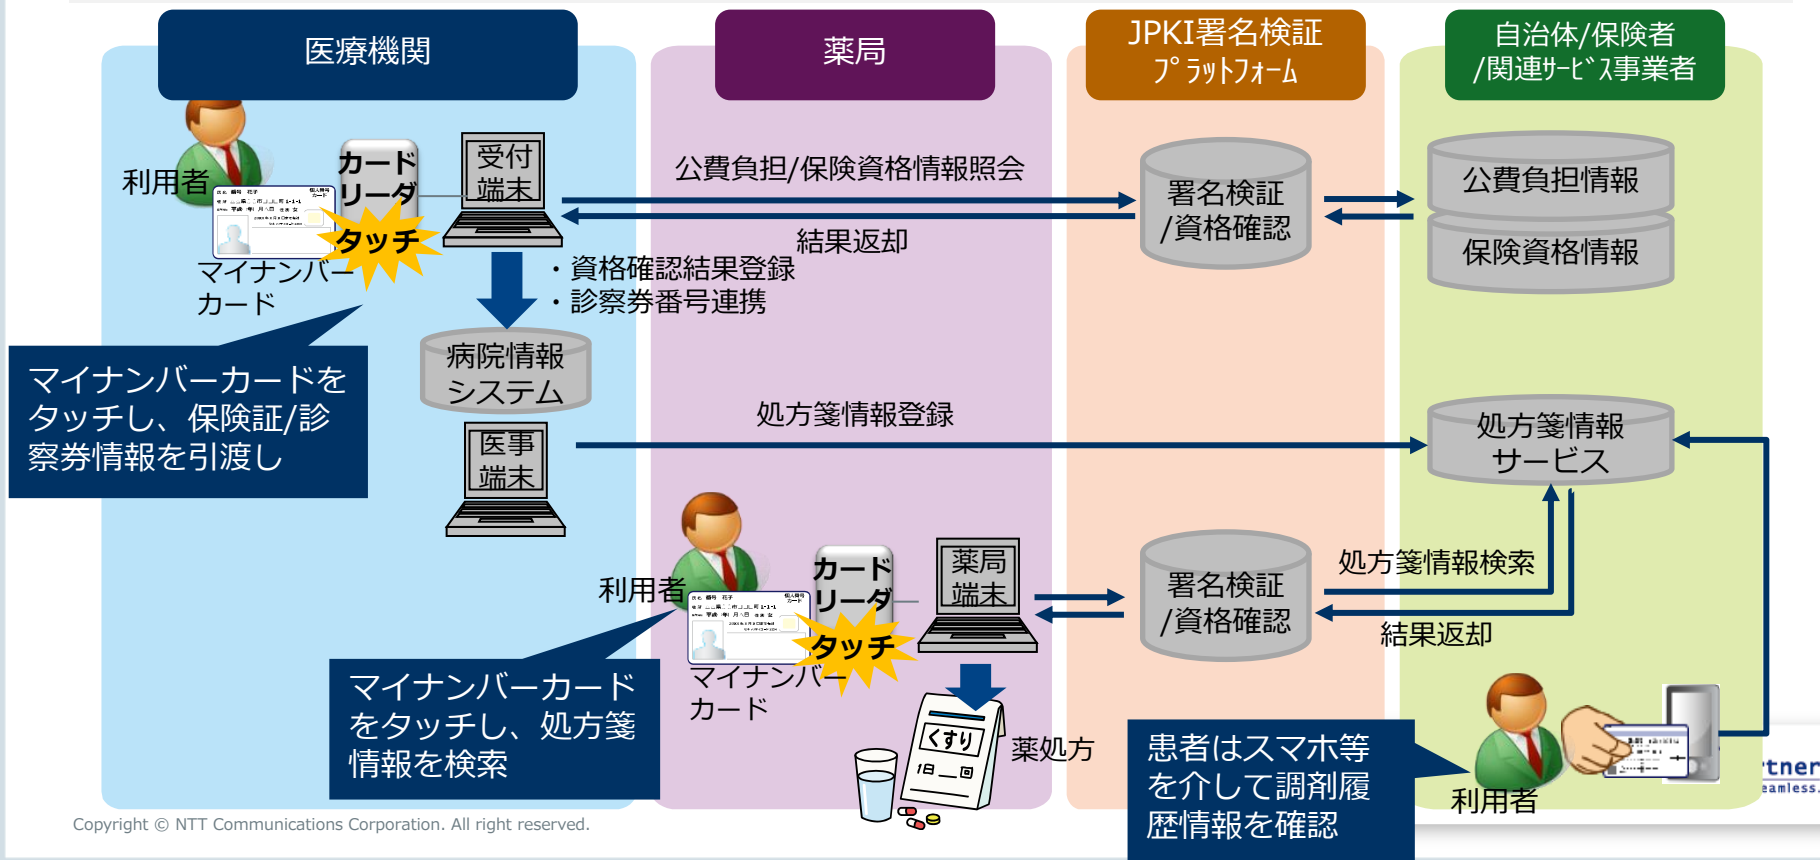 医療機関
薬局
JPKI署名検証
プラットフォーム
自治体/保険者
/関連サービス事業者
利用者
カード
リーダ
タッチ
受付
端末
マイナンバー
カード
公費負担/保険資格情報照会
結果返却
署名検証
/資格確認
公費負担情報
保険資格情報
・資格確認結果登録
・診察券番号連携
病院情報
システム
マイナンバーカードを
タッチし、保険証/診
察券情報を引渡し
医事
端末
処方箋情報登録
処方箋情報
サービス
利用者
カード
リーダ
タッチ
薬局
端末
マイナンバー
カード
署名検証
/資格確認
処方箋情報検索
結果返却
マイナンバーカード
をタッチし、処方箋
情報を検索
くすり
1日__回
薬処方
患者はスマホ等
を介して調剤履
歴情報を確認
利用者
rtner
eamless.
Copyright © NTT Communications Corporation. All right reserved.